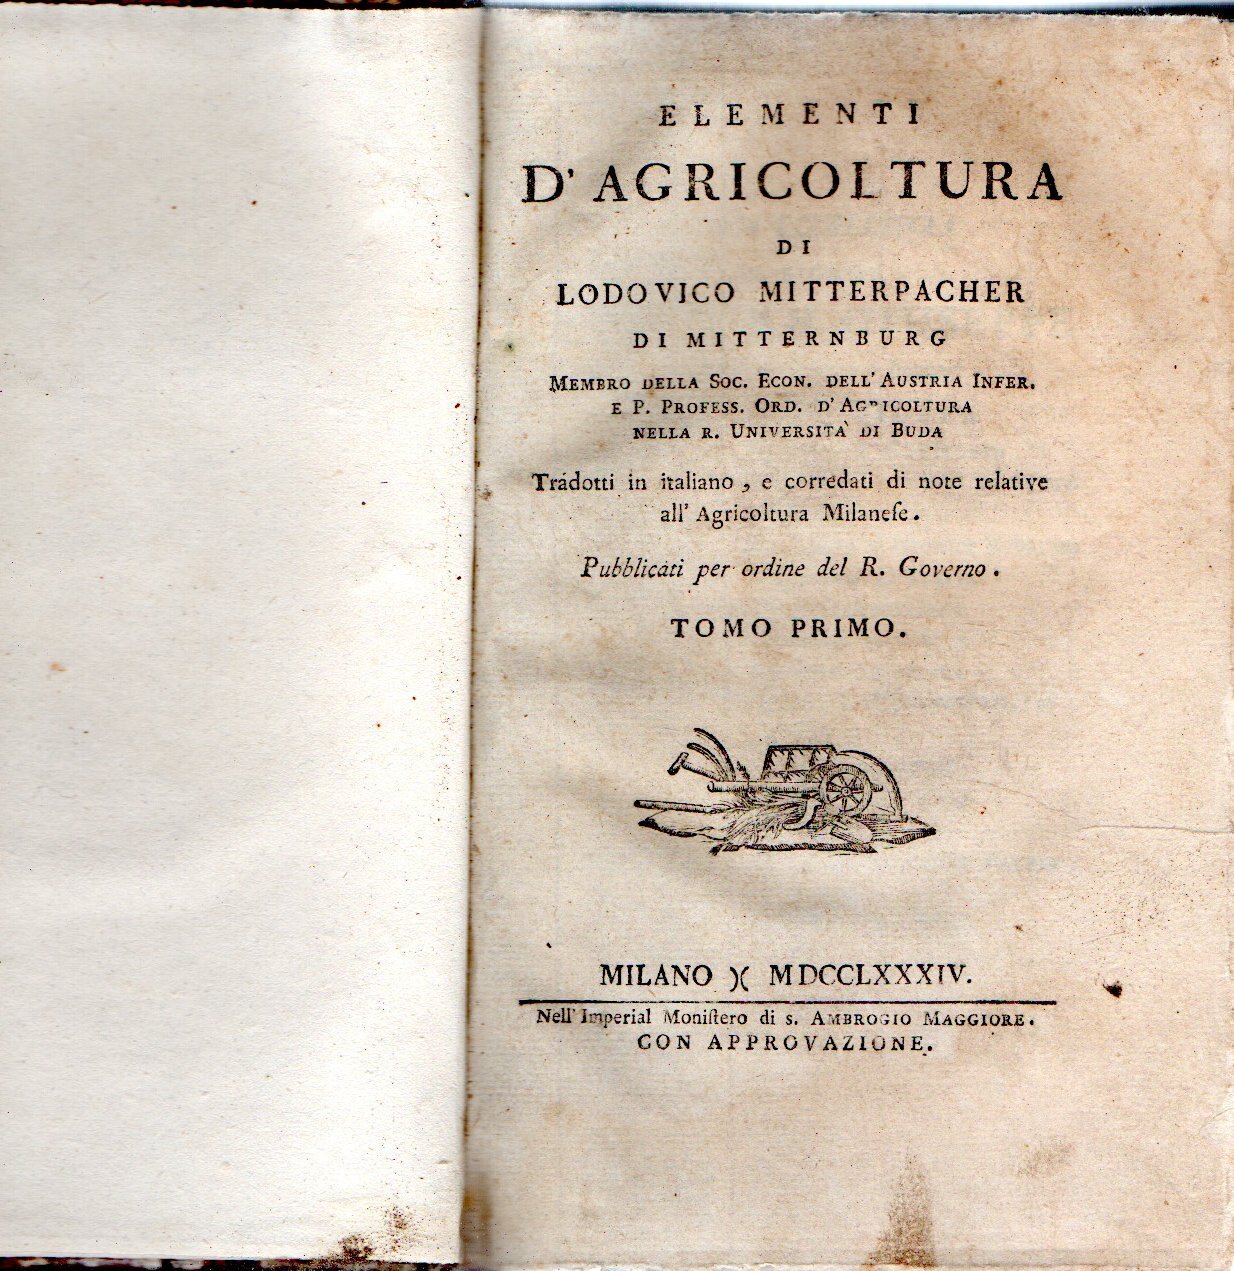 ELEMENTI
D' AGRICOLTURA
DI
LODOVICO MITTERPACHER
DI MITTERNBURG
MEMBRO DELLA SOC. ECON. DELL' AUSTRIA INFER.
E P. PROFESS. ORD. D' AGRICOLTURA
NELLA R. UNIVERSITA' DI BUDA
Tradotti in italiano, e corredati di note relative
all' Agricoltura Milaneſe.
Pubblicati per ordine del R. Governo.
TOMO PRIMO.
MILANO )( MDCCLXXXIV.
Nell' Imperial Moniſtero di S. AMBROGIO MAGGIORE.
CON APPROVAZIONE.